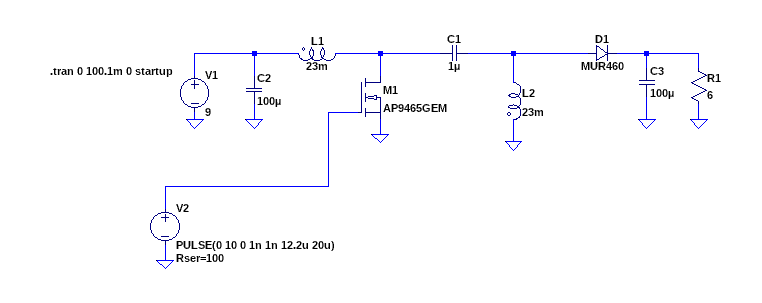 .tran 0 100.1m 0 startup
V1
9
C2
100µ
L1
23m
M1
AP9465GEM
C1
1µ
L2
23m
D1
MUR460
C3
100µ
R1
6
V2
PULSE(0 10 0 1n 1n 12.2u 20u)
Rser=100